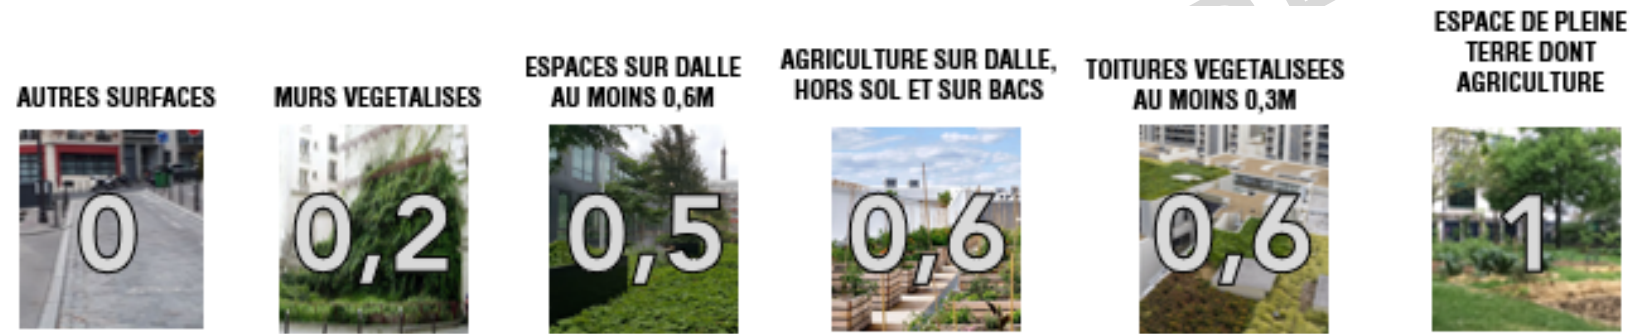 AUTRES SURFACES
0
MURS VEGETALISES
0,2
ESPACES SUR DALLE
AU MOINS 0,6M
0,5
AGRICULTURE SUR DALLE,
HORS SOL ET SUR BACS
0,6
TOITURES VEGETALISEES
AU MOINS 0,3M
0,6
ESPACE DE PLEINE
TERRE DONT
AGRICULTURE
1